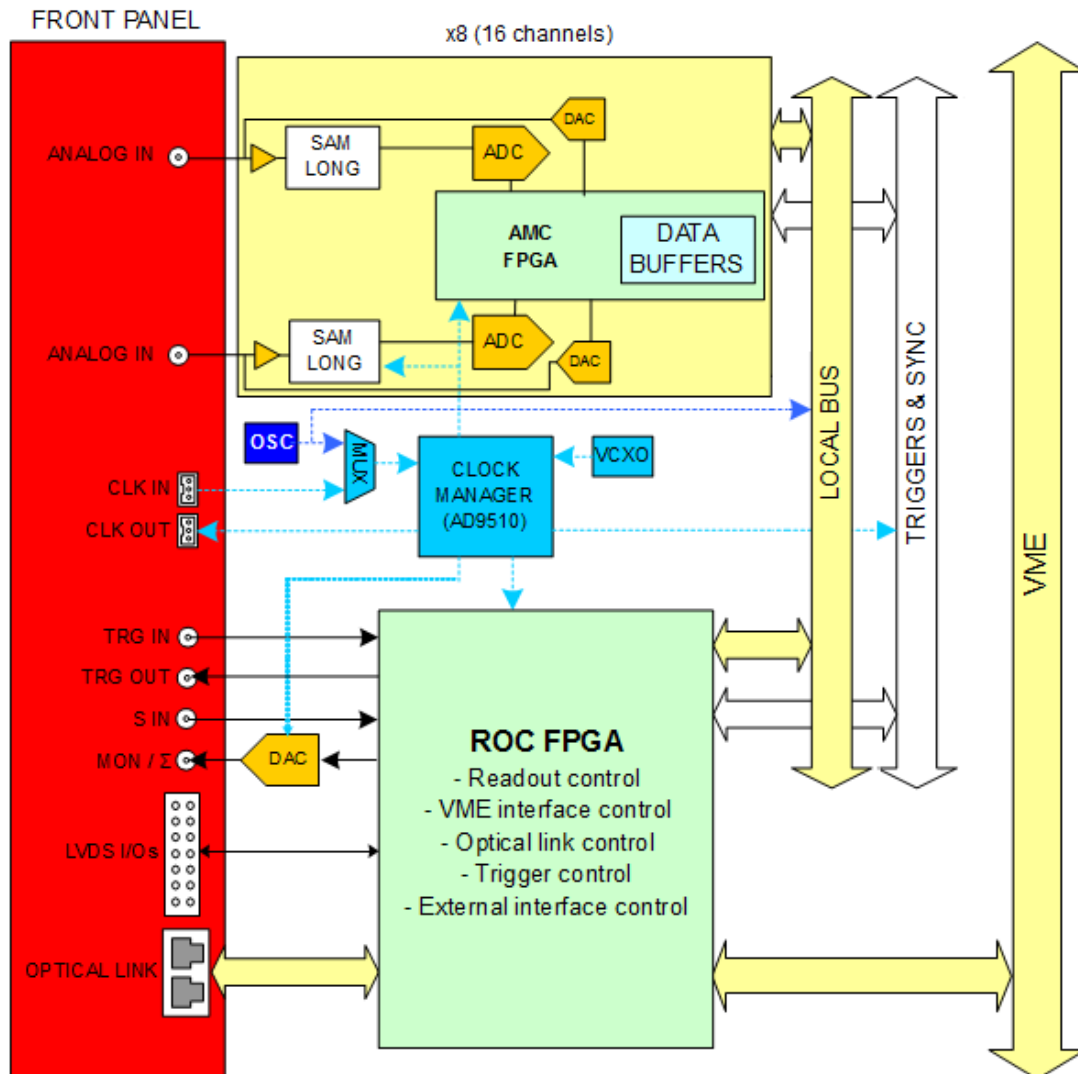 FRONT PANEL
x8 (16 channels)
ANALOG IN
SAM
LONG
ADC
DAC
AMC
FPGA
DATA
BUFFERS
ANALOG IN
SAM
LONG
ADC
DAC
OSC
MUX
CLOCK
MANAGER
(AD9510)
VCXO
CLK IN
CLK OUT
LOCAL BUS
TRIGGERS & SYNC
VME
TRG IN
TRG OUT
S IN
MON / Σ
DAC
LVDS I/Os
OPTICAL LINK
ROC FPGA
- Readout control
- VME interface control
- Optical link control
- Trigger control
- External interface control